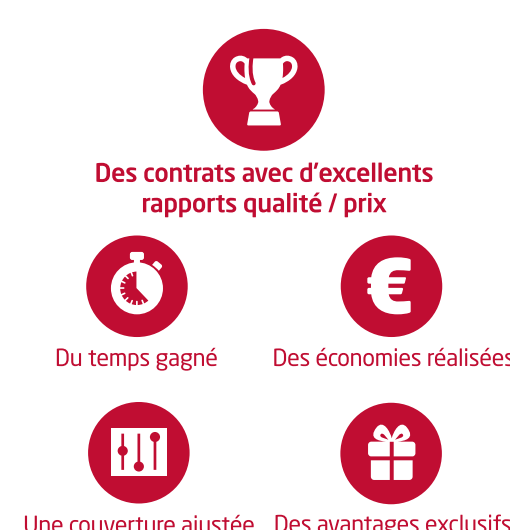 Des contrats avec d'excellents
rapports qualité / prix
Du temps gagné
Des économies réalisées
Une couverture ajustée
Des avantages exclusifs